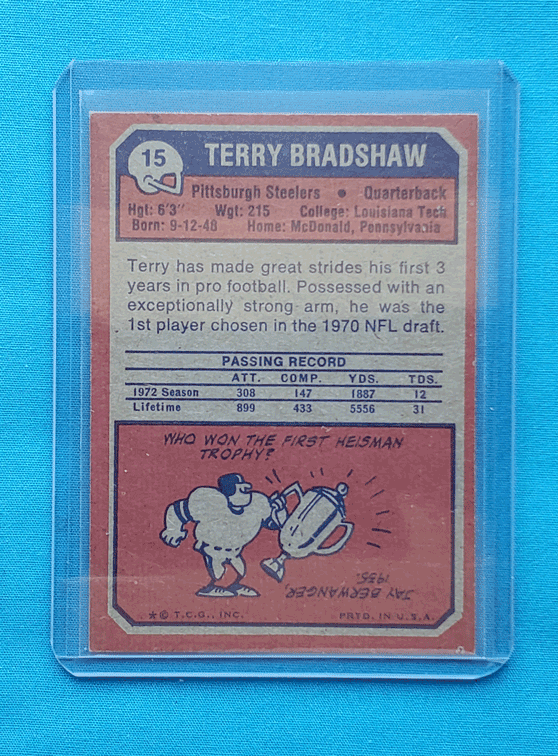 15
TERRY BRADSHAW
Pittsburgh Steelers • Quarterback
Hgt: 6'3" Wgt: 215 College: Louisiana Tech
Born: 9-12-48 Home: McDonald, Pennsylvania
Terry has made great strides his first 3
years in pro football. Possessed with an
exceptionally strong arm, he was the
1st player chosen in the 1970 NFL draft.
PASSING RECORD
ATT. COMP. YDS. TDS.
1972 Season 308 147 1887 12
Lifetime 899 433 5556 31
WHO WON THE FIRST HEISMAN
TROPHY?
JAY BERWANGER,
1935.
*© T.C.G., INC. PRTD. IN U.S.A.